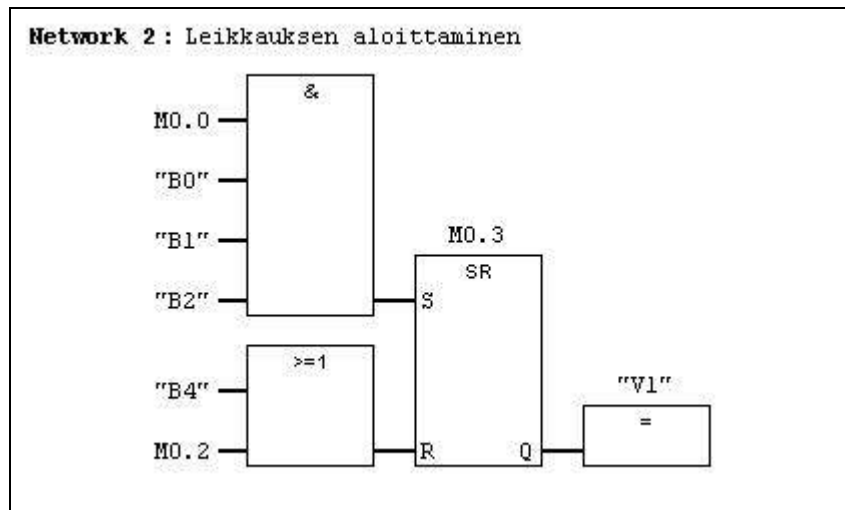 Network 2 : Leikkauksen aloittaminen
&
M0.0
"B0"
"B1"
"B2"
M0.3
SR
S
>=1
"B4"
M0.2
R
Q
"V1"
=